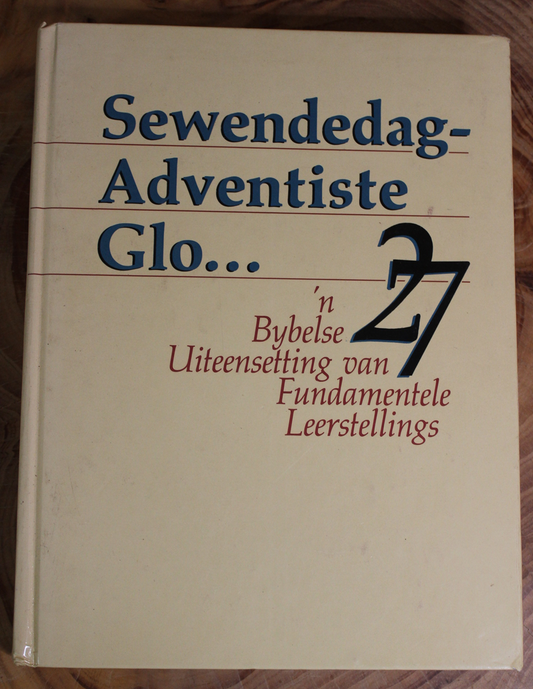 Sewendedag-
Adventiste
Glo...
'n
Bybelse 27
Uiteensetting van
Fundamentele
Leerstellings